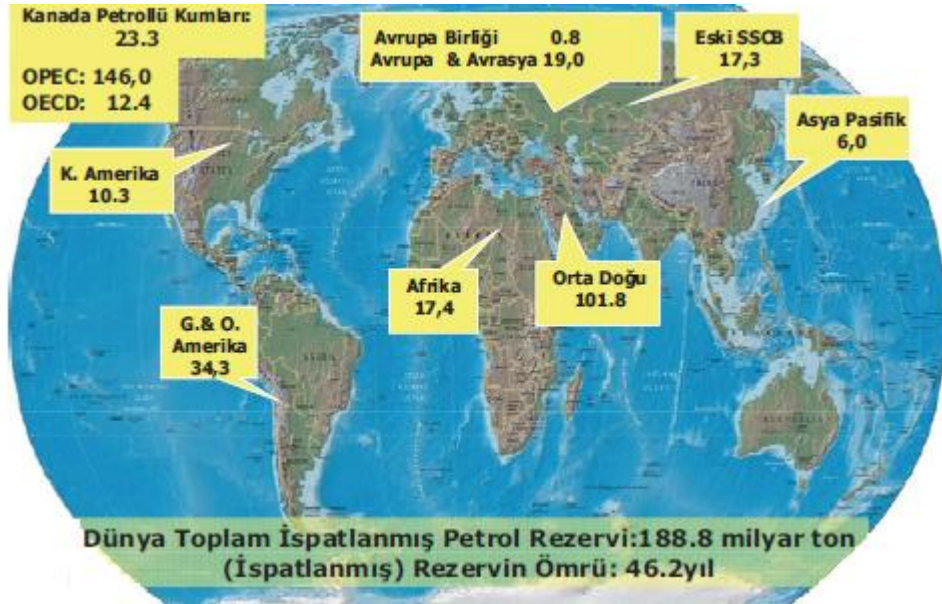 Kanada Petrollü Kumları:
23.3
OPEC: 146,0
OECD: 12.4
Avrupa Birliği 0.8
Avrupa & Avrasya 19,0
Eski SSCB
17,3
Asya Pasifik
6,0
K. Amerika
10.3
Afrika
17,4
Orta Doğu
101.8
G.& O.
Amerika
34,3
Dünya Toplam İspatlanmış Petrol Rezervi:188.8 milyar ton
(İspatlanmış) Rezervin Ömrü: 46.2yıl